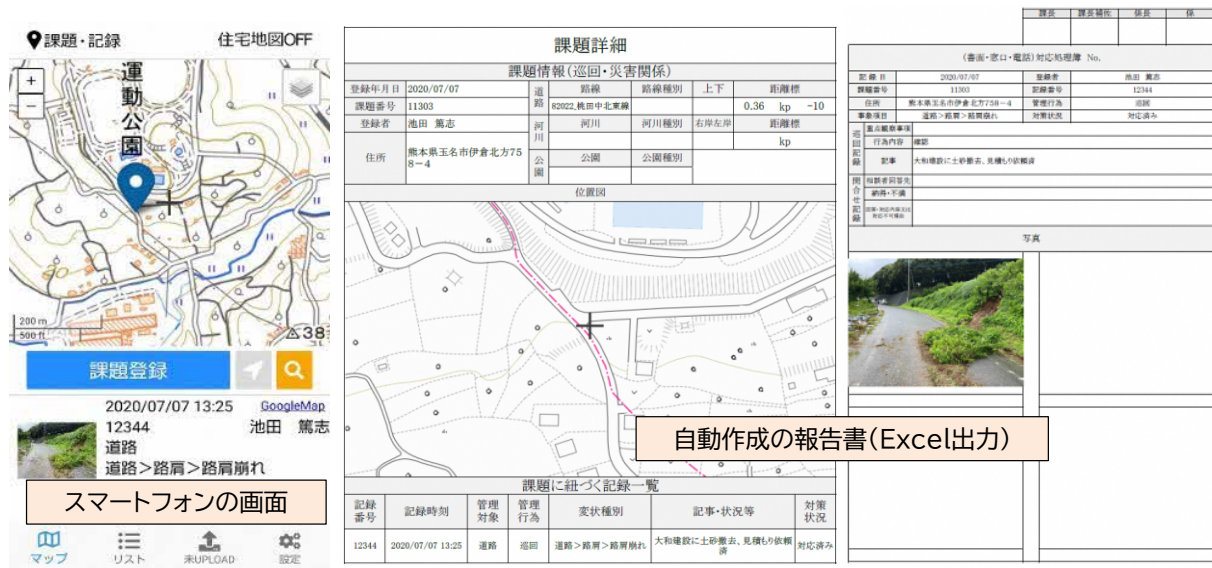 課題・記録
住宅地図OFF
運動公園
+
−
200 m
500 ft
38
課題登録
2020/07/07 13:25
GoogleMap
12344
池田 篤志
道路
道路>路肩>路肩崩れ
スマートフォンの画面
マップ
リスト
未UPLOAD
設定
課題詳細
課題情報(巡回・災害関係)
登録年月日 2020/07/07
道路 路線 路線種別 上下 距離標
課題番号 11303
82022,桃田中北東線 0.36 kp −10
登録者 池田 篤志
河川 河川 河川種別 右岸左岸 距離標
kp
住所 熊本県玉名市伊倉北方75
8−4
公園 公園 公園種別
位置図
自動作成の報告書(Excel出力)
課題に紐づく記録一覧
記録番号 記録時刻 管理対象 管理行為 変状種別 記事・状況等 対策状況
12344 2020/07/07 13:25 道路 巡回 道路>路肩>路肩崩れ 大和建設に土砂撤去、見積もり依頼済 対応済み
課長 課長補佐 係長 係
(書面・窓口・電話)対応処理簿 No.
記録日 2020/07/07 登録者 池田 篤志
課題番号 11303 記録番号 12344
住所 熊本県玉名市伊倉北方758−4 管理行為 巡回
事象項目 道路>路肩>路肩崩れ 対策状況 対応済み
巡回記録 重点観察事項
行為内容 確認
記事 大和建設に土砂撤去、見積もり依頼済
問合せ記録 相談者回答先
納得・不満
写真